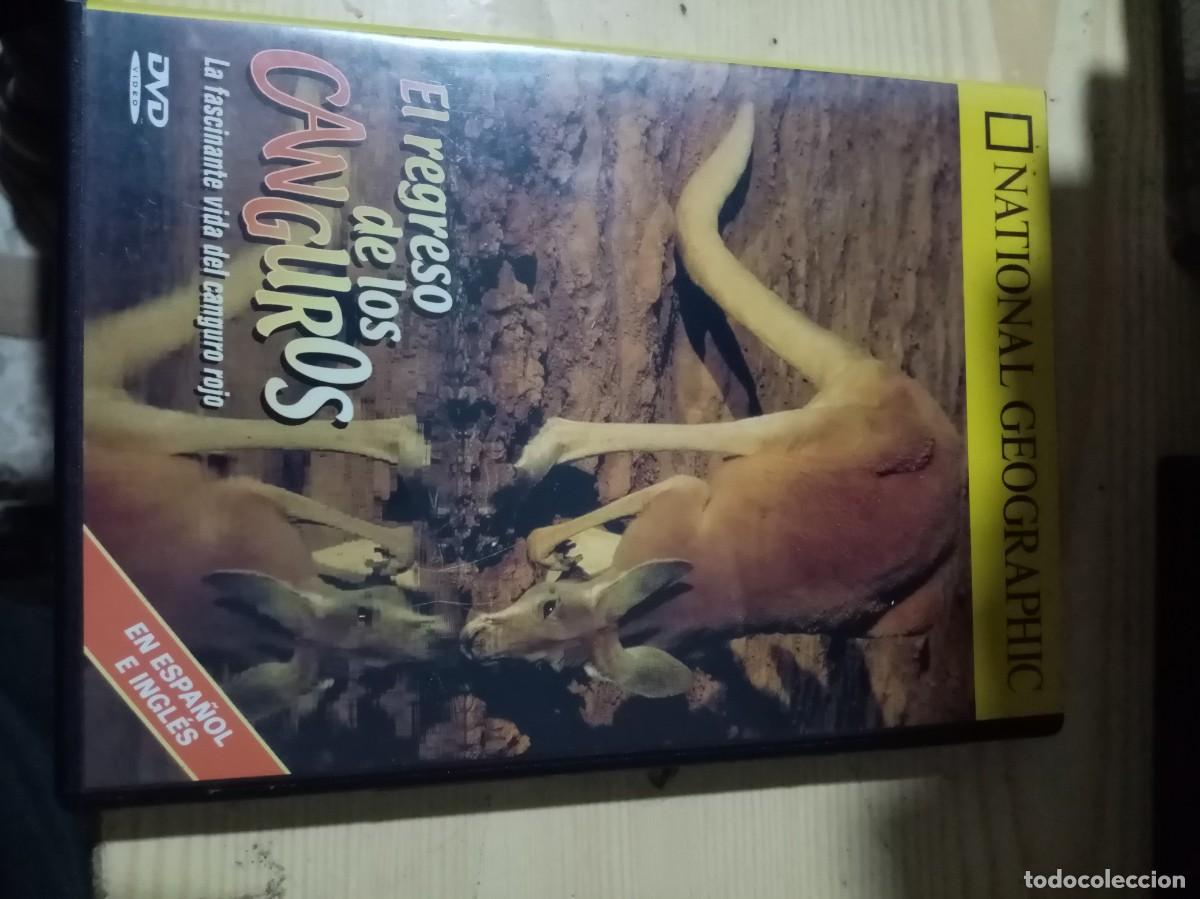 NATIONAL GEOGRAPHIC
El regreso
de los
CANGUROS
La fascinante vida del canguro rojo
DVD
VIDEO
EN ESPAÑOL
E INGLÉS
todocoleccion